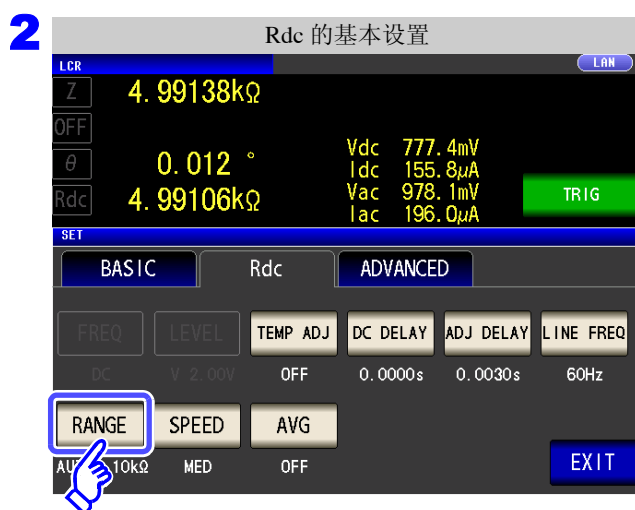 2
Rdc 的基本设置
LCR LAN
Z 4.99138kΩ
OFF
θ 0.012 °
Rdc 4.99106kΩ
Vdc 777.4mV
Idc 155.8μA
Vac 978.1mV
Iac 196.0μA
TRIG
SET
BASIC Rdc ADVANCED
FREQ LEVEL TEMP ADJ DC DELAY ADJ DELAY LINE FREQ
DC V 2.00V OFF 0.0000s 0.0030s 60Hz
RANGE SPEED AVG
10kΩ MED OFF
EXIT